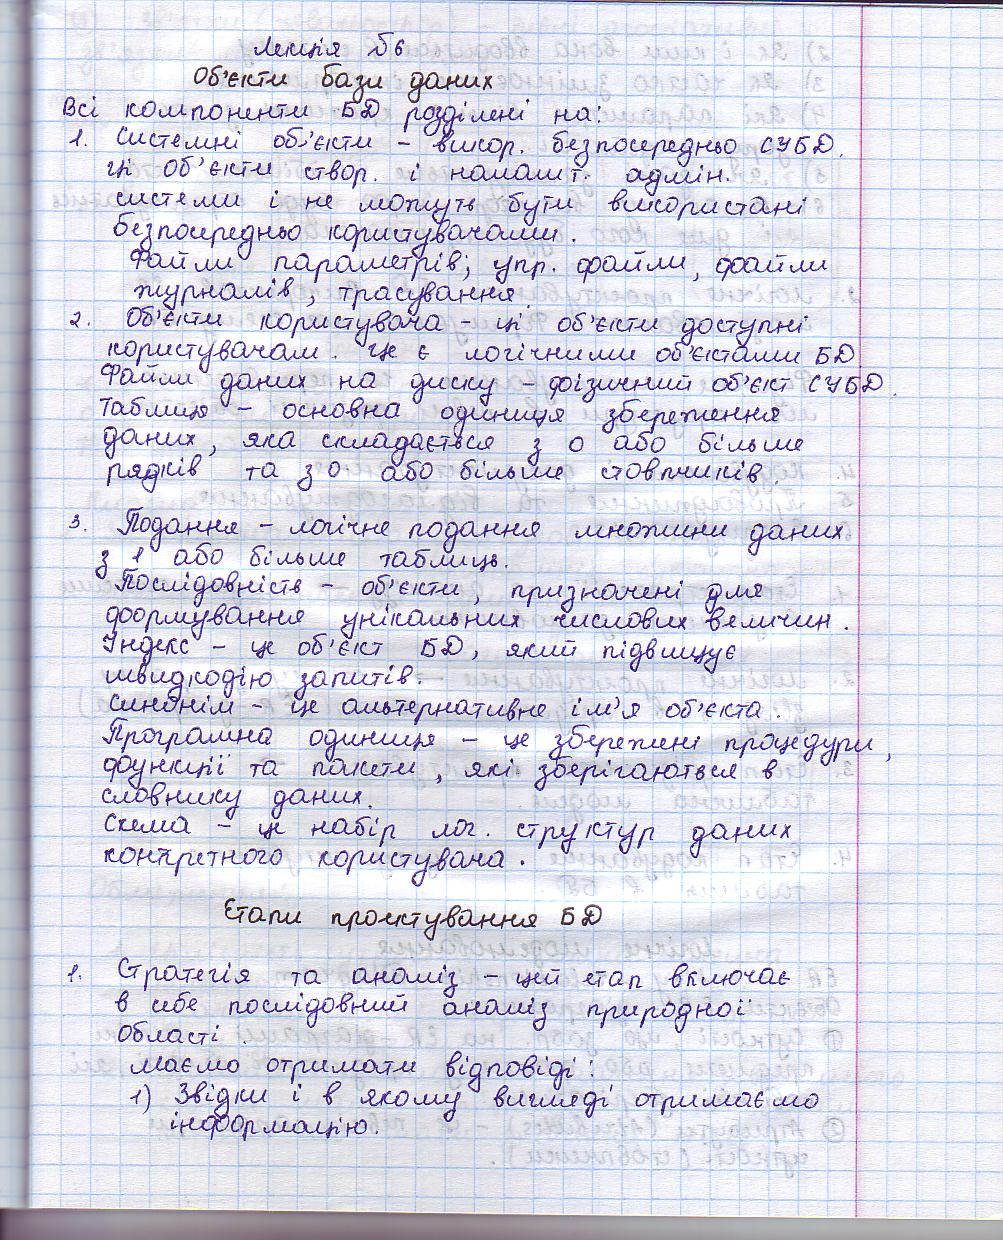 Лекція №6
Об'єкти бази даних
Всі компоненти БД розділені на:
1. Системні об'єкти – викор. безпосередньо СУБД.
ці об'єкти створ. і налашт. адмін.
системи і не можуть бути використані
безпосередньо користувачами.
Файли параметрів; упр. файли, файли
журналів, трасування.
2. Об'єкти користувача – ці об'єкти доступні
користувачам. Це є логічними об'єктами БД
Файли даних на диску – фізичний об'єкт СУБД.
Таблиця – основна одиниця збереження
даних, яка складається з 0 або більше
рядків та з 0 або більше стовпчиків.
3. Подання – логічне подання множини даних
з 1 або більше таблиць.
Послідовність – об'єкти, призначені для
формування унікальних числових величин.
Індекс – це об'єкт БД, який підвищує
швидкодію запитів.
Синонім – це альтернативне ім'я об'єкта.
Програмна одиниця – це збережені процедури,
функції та пакети, які зберігаються в
словнику даних.
Схема – це набір лог. структур даних
конкретного користувача.
Етапи проєктування БД
1. Стратегія та аналіз – цей етап включає
в себе послідовний аналіз природної
області.
Маємо отримати відповіді:
1) Звідки і в якому вигляді отримаємо
інформацію.